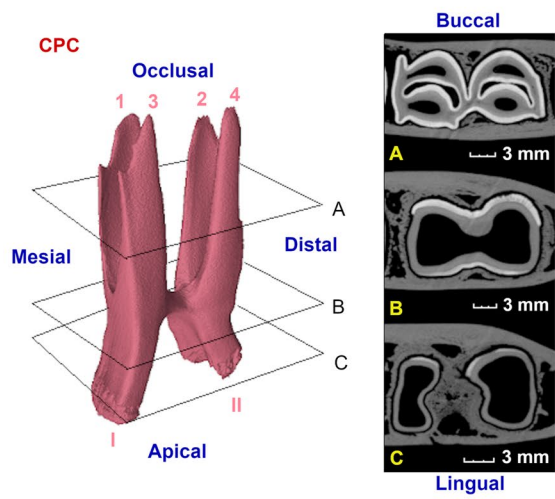 CPC
Occlusal
1 3 2 4
A
Mesial
Distal
B
C
I
II
Apical
Buccal
A 3 mm
B 3 mm
C 3 mm
Lingual